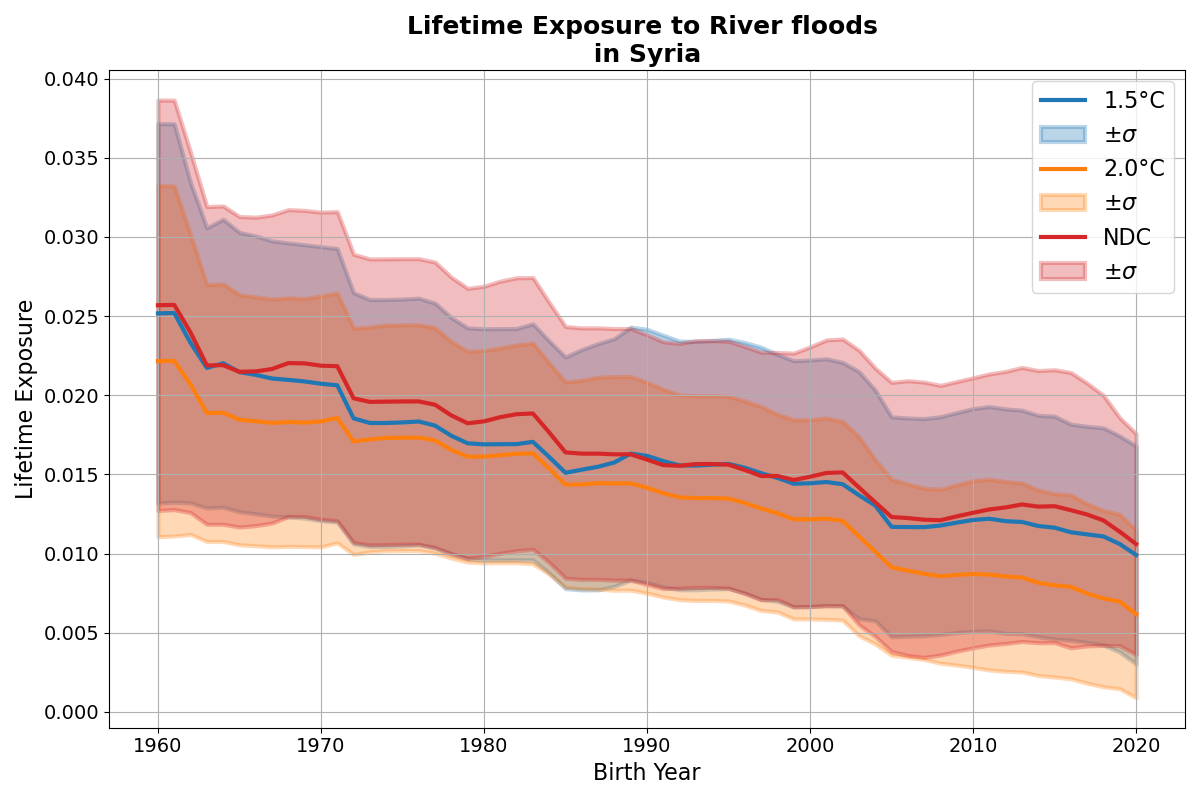 Lifetime Exposure to River floods
in Syria
Lifetime Exposure
0.040
0.035
0.030
0.025
0.020
0.015
0.010
0.005
0.000
1960
1970
1980
1990
2000
2010
2020
Birth Year
1.5°C
±σ
2.0°C
±σ
NDC
±σ